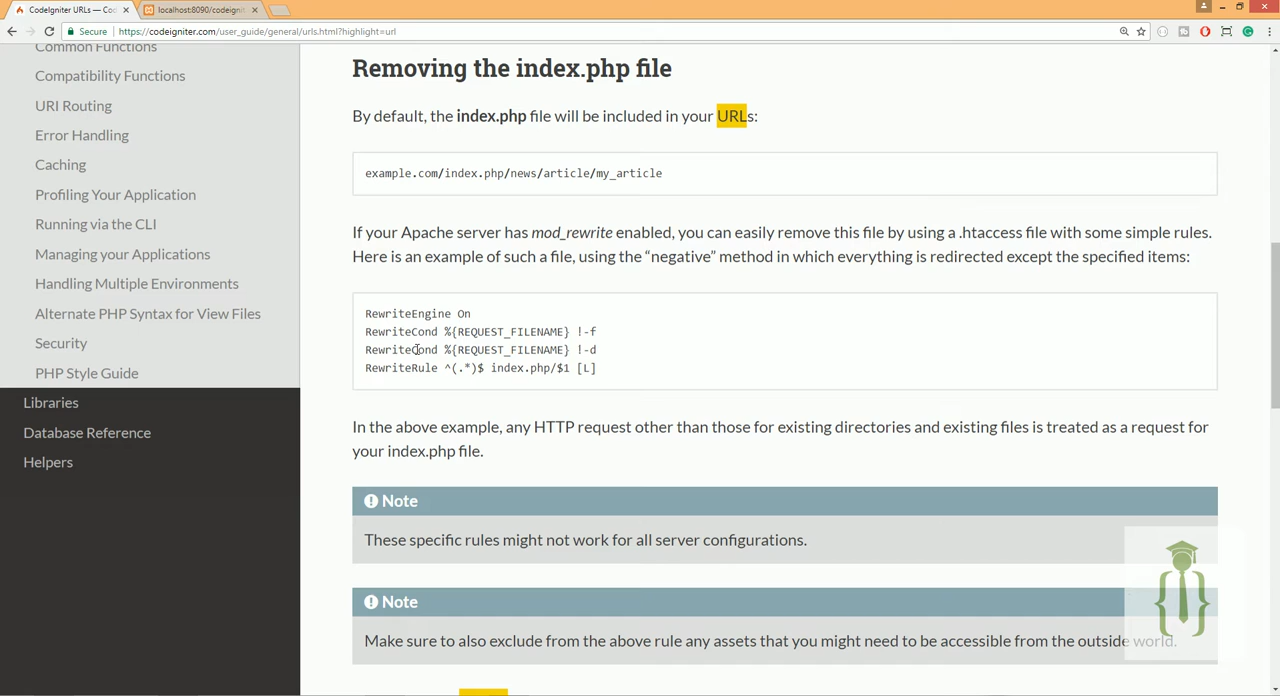 CodeIgniter URLs — Co
localhost:8090/codeignit
Secure
https://codeigniter.com/user_guide/general/urls.html?highlight=url
Common Functions
Compatibility Functions
URI Routing
Error Handling
Caching
Profiling Your Application
Running via the CLI
Managing your Applications
Handling Multiple Environments
Alternate PHP Syntax for View Files
Security
PHP Style Guide
Libraries
Database Reference
Helpers
Removing the index.php file
By default, the index.php file will be included in your URLs:
example.com/index.php/news/article/my_article
If your Apache server has mod_rewrite enabled, you can easily remove this file by using a .htaccess file with some simple rules.
Here is an example of such a file, using the “negative” method in which everything is redirected except the specified items:
RewriteEngine On
RewriteCond %{REQUEST_FILENAME} !-f
RewriteCond %{REQUEST_FILENAME} !-d
RewriteRule ^(.*)$ index.php/$1 [L]
In the above example, any HTTP request other than those for existing directories and existing files is treated as a request for
your index.php file.
Note
These specific rules might not work for all server configurations.
Note
Make sure to also exclude from the above rule any assets that you might need to be accessible from the outside world.